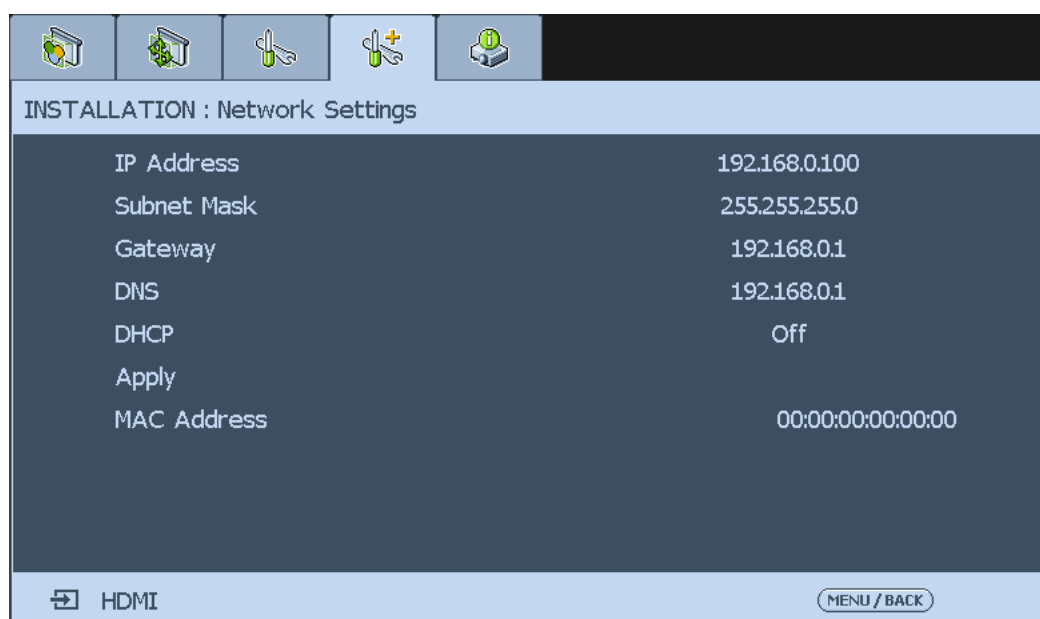 INSTALLATION : Network Settings
IP Address 192.168.0.100
Subnet Mask 255.255.255.0
Gateway 192.168.0.1
DNS 192.168.0.1
DHCP Off
Apply
MAC Address 00:00:00:00:00:00
HDMI MENU / BACK